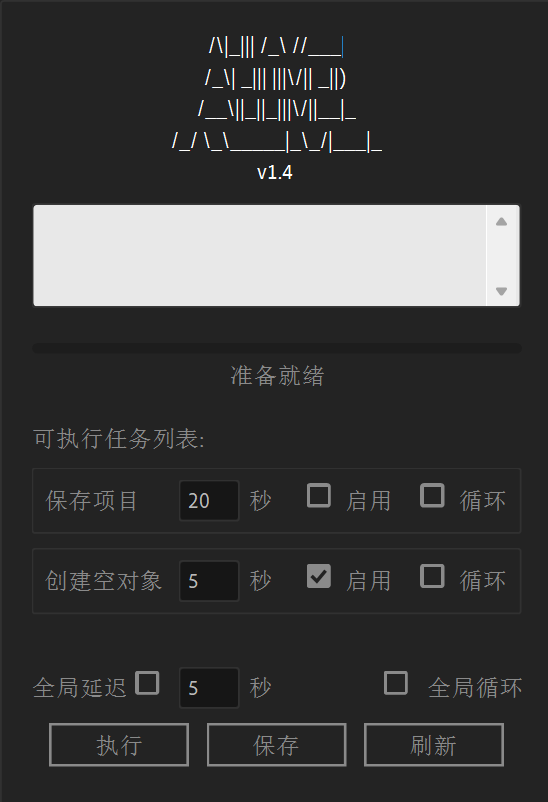 /\|_||| /_\ //___|
/_\| _||| |||\/|| _||)
/__\||_||_|||\/||__|_
/_/ \_\_____|_\_/|___|_
v1.4
准备就绪
可执行任务列表:
保存项目 20 秒 启用 循环
创建空对象 5 秒 启用 循环
全局延迟 5 秒 全局循环
执行 保存 刷新